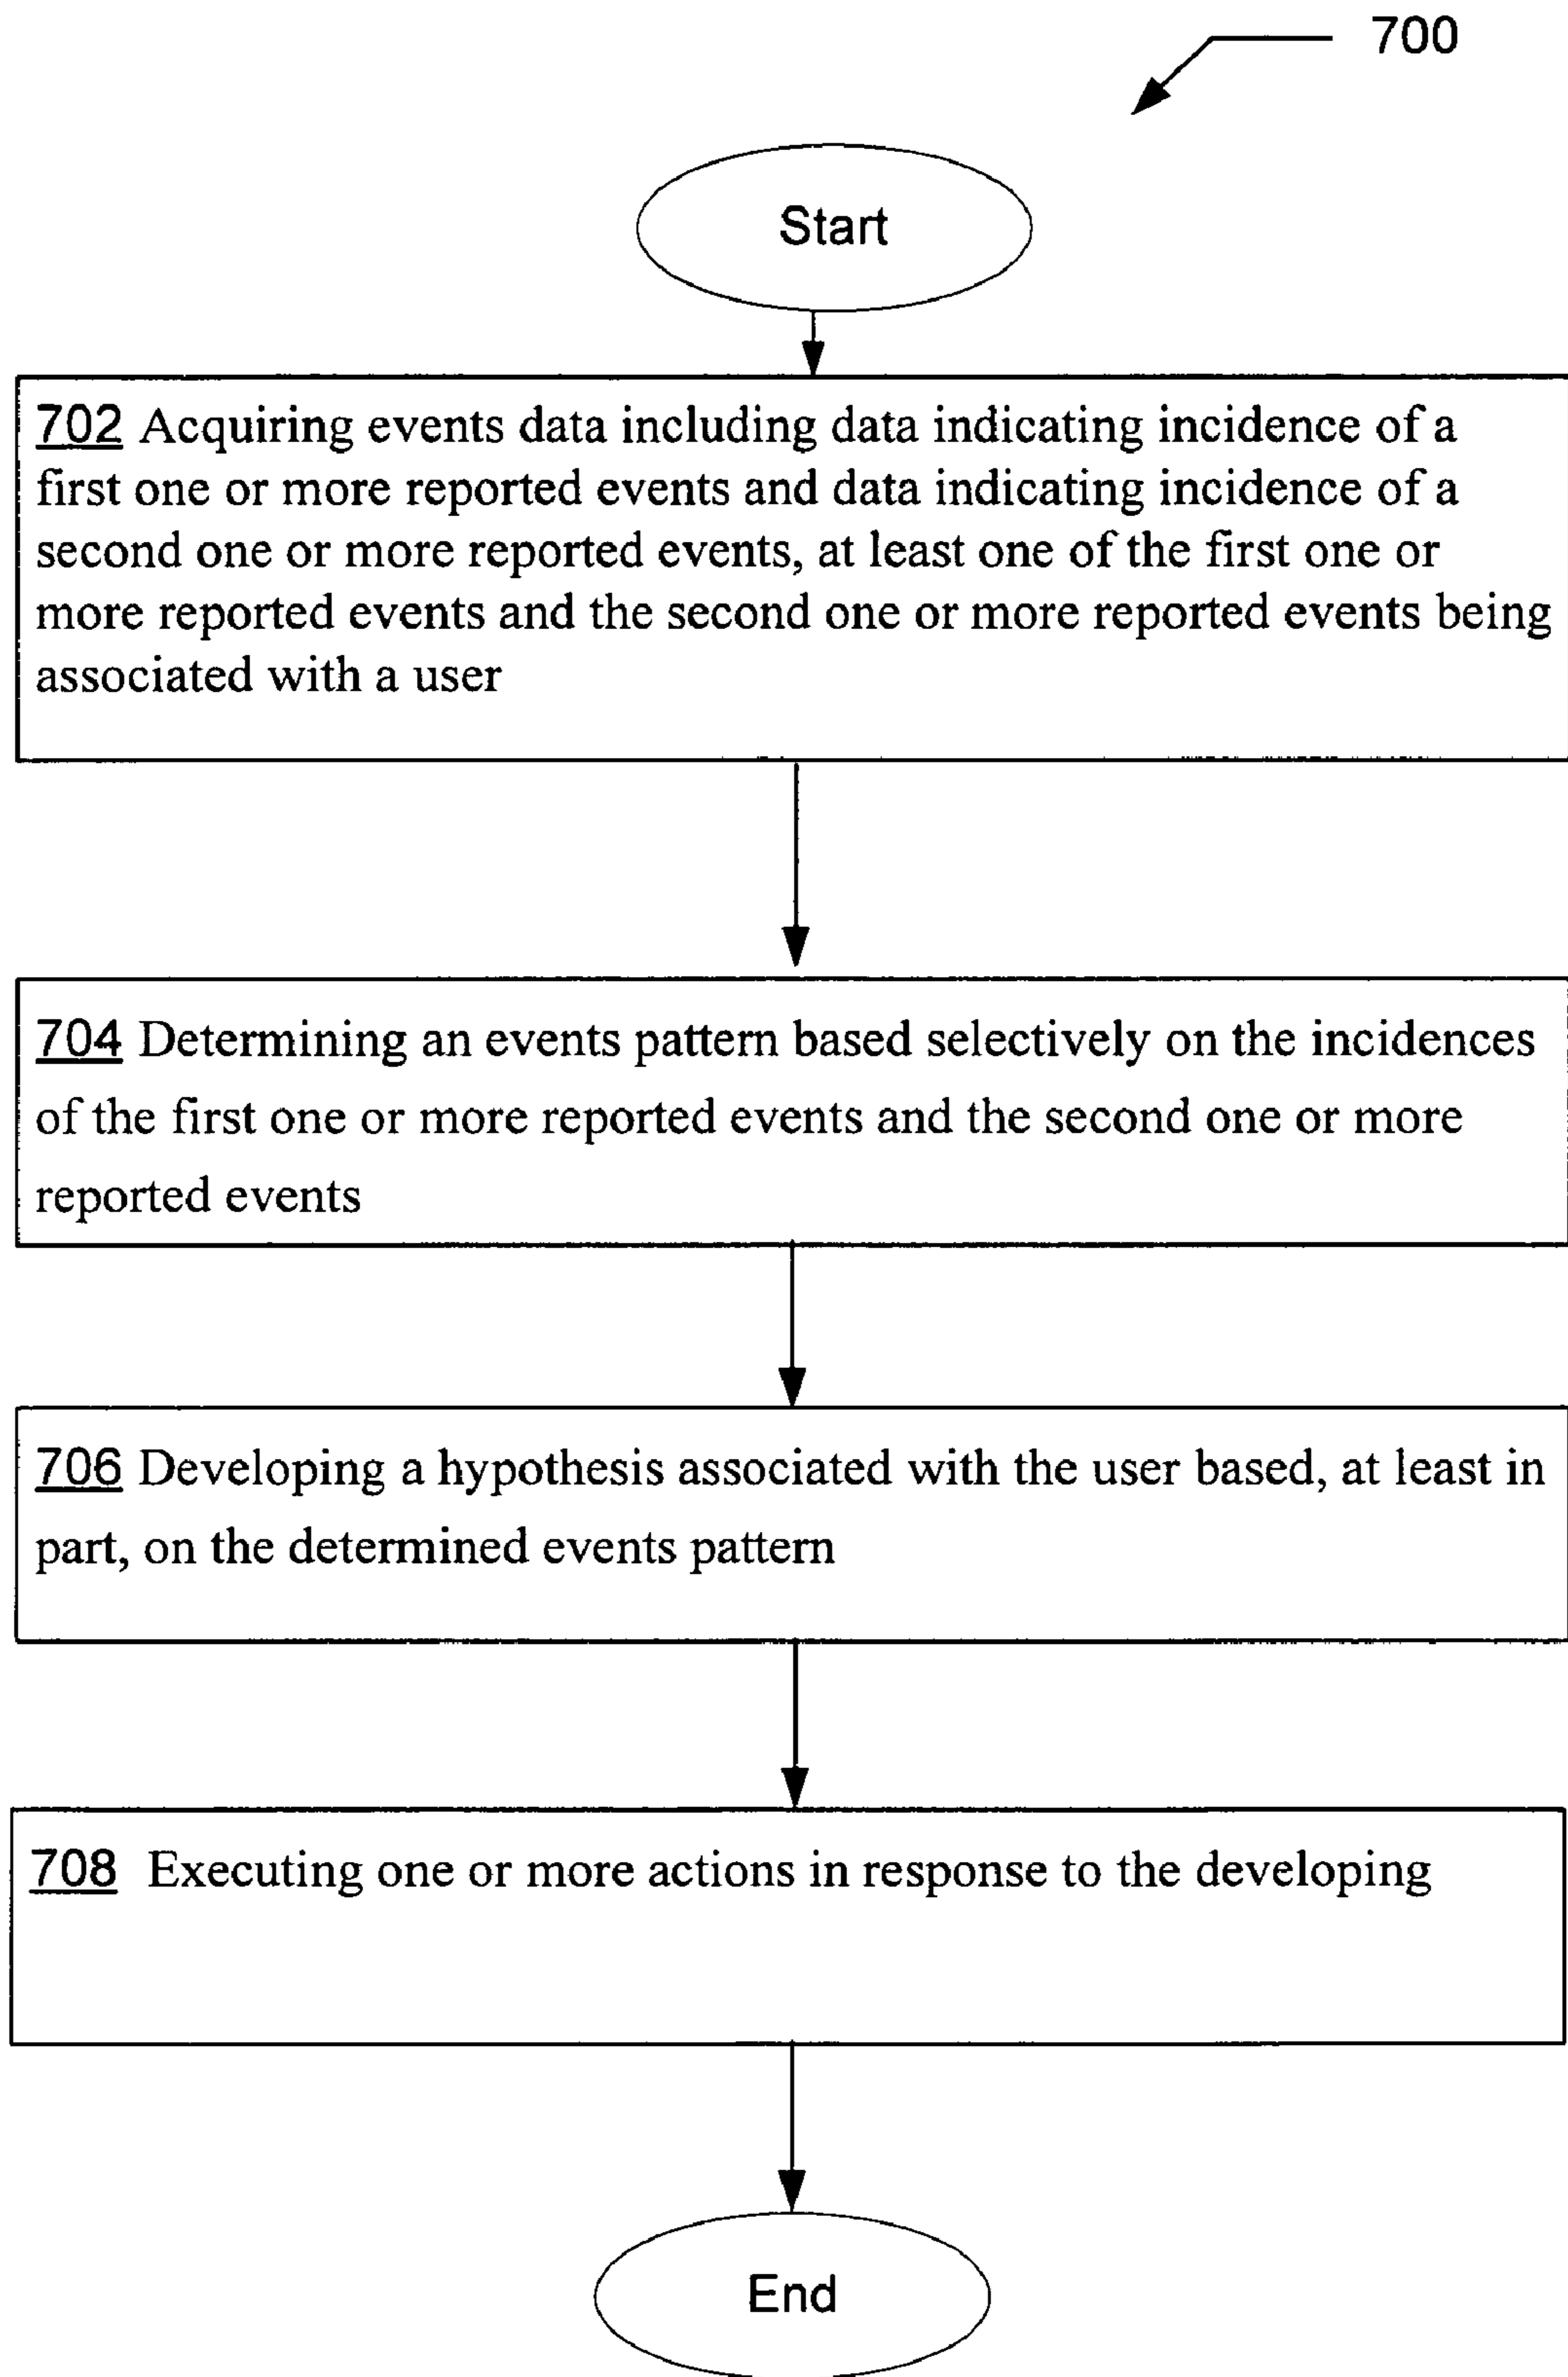 700
Start
702 Acquiring events data including data indicating incidence of a
first one or more reported events and data indicating incidence of a
second one or more reported events, at least one of the first one or
more reported events and the second one or more reported events being
associated with a user
704 Determining an events pattern based selectively on the incidences
of the first one or more reported events and the second one or more
reported events
706 Developing a hypothesis associated with the user based, at least in
part, on the determined events pattern
708 Executing one or more actions in response to the developing
End